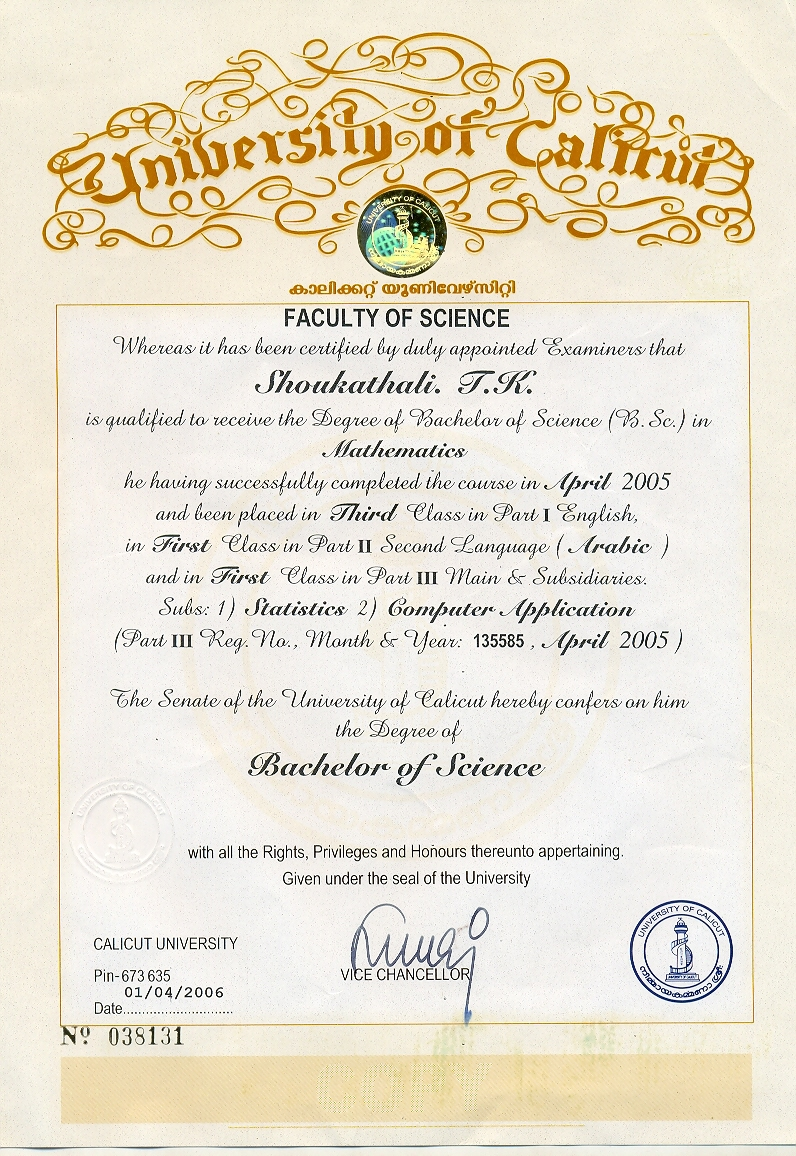 University of Calicut
UNIVERSITY OF CALICUT
കാലിക്കറ്റ് യൂണിവേഴ്സിറ്റി
FACULTY OF SCIENCE
Whereas it has been certified by duly appointed Examiners that
Shoukathali. T.K.
is qualified to receive the Degree of Bachelor of Science (B.Sc.) in
Mathematics
he having successfully completed the course in April 2005
and been placed in Third Class in Part I English,
in First Class in Part II Second Language ( Arabic )
and in First Class in Part III Main & Subsidiaries.
Subs: 1) Statistics 2) Computer Application
(Part III Reg.No., Month & Year: 135585 , April 2005 )
The Senate of the University of Calicut hereby confers on him
the Degree of
Bachelor of Science
UNIVERSITY OF CALICUT
with all the Rights, Privileges and Honours thereunto appertaining.
Given under the seal of the University
CALICUT UNIVERSITY
VICE CHANCELLOR
UNIVERSITY OF CALICUT
നിര്‍മ്മായ കര്‍മ്മണാ ശ്രീ
Pin-673 635
01/04/2006
Date..............................
Nº 038131
COPY